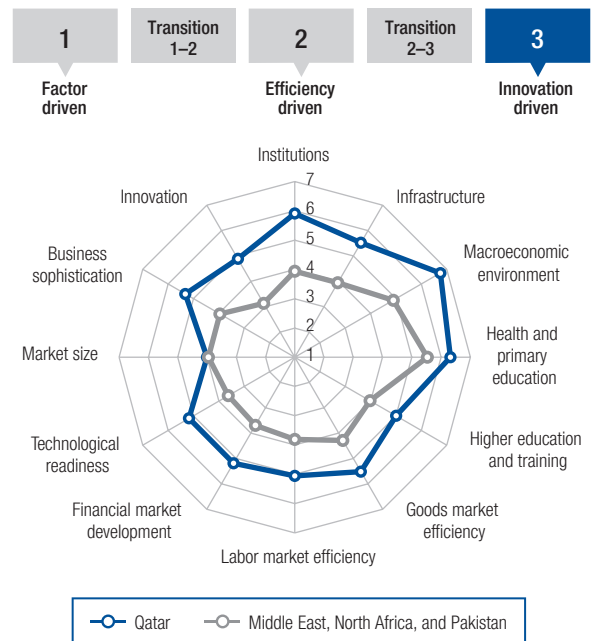 1
Transition
1–2
2
Transition
2–3
3
Factor
driven
Efficiency
driven
Innovation
driven
Institutions
7
6
5
4
3
2
1
Infrastructure
Macroeconomic
environment
Health and
primary
education
Higher education
and training
Goods market
efficiency
Labor market efficiency
Financial market
development
Technological
readiness
Market size
Business
sophistication
Innovation
Qatar
Middle East, North Africa, and Pakistan